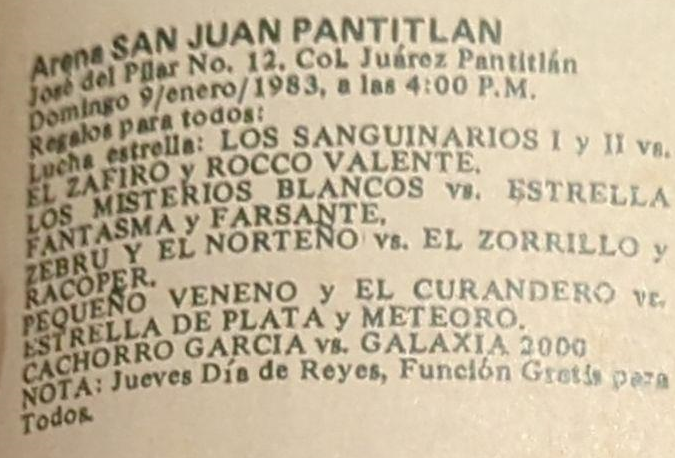 Arena SAN JUAN PANTITLAN
José del Pilar No. 12. Col. Juárez Pantitlán
Domingo 9/enero/1983, a las 4:00 P.M.
Regalos para todos:
Lucha estrella: LOS SANGUINARIOS I y II vs.
EL ZAFIRO y ROCCO VALENTE.
LOS MISTERIOS BLANCOS vs. ESTRELLA
FANTASMA y FARSANTE,
ZEBRU Y EL NORTEÑO vs. EL ZORRILLO y
RACOPER.
PEQUEÑO VENENO y EL CURANDERO vs.
ESTRELLA DE PLATA y METEORO.
CACHORRO GARCIA vs. GALAXIA 2000
NOTA: Jueves Día de Reyes, Función Gratis para
Todos.